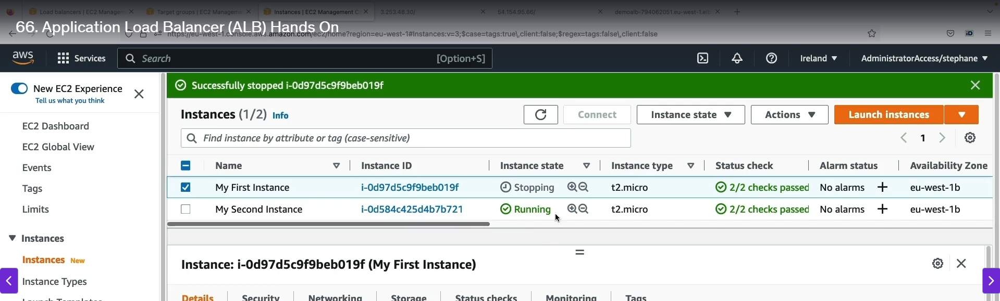 Load balancers | EC2 Managem
Target groups | EC2 Manageme
Instances | EC2 Management C
3.253.48.30/
54.154.95.66/
demoalb-794062051.eu-west-1.elb
66. Application Load Balancer (ALB) Hands On
https://eu-west-1.console.aws.amazon.com/ec2/home?region=eu-west-1#Instances:v=3;$case=tags:true\,client:false;$regex=tags:false\,client:false
iD
aws
Services
Search
[Option+S]
Ireland
AdministratorAccess/stephane
New EC2 Experience
Tell us what you think
Successfully stopped i-0d97d5c9f9beb019f
Instances (1/2) Info
Connect
Instance state
Actions
Launch instances
Find instance by attribute or tag (case-sensitive)
1
Name
Instance ID
Instance state
Instance type
Status check
Alarm status
Availability Zone
My First Instance
i-0d97d5c9f9beb019f
Stopping
t2.micro
2/2 checks passed
No alarms
eu-west-1b
My Second Instance
i-0d584c425d4b7b721
Running
t2.micro
2/2 checks passed
No alarms
eu-west-1b
EC2 Dashboard
EC2 Global View
Events
Tags
Limits
Instances
Instances New
Instance Types
Launch Templates
Instance: i-0d97d5c9f9beb019f (My First Instance)
Details
Security
Networking
Storage
Status checks
Monitoring
Tags